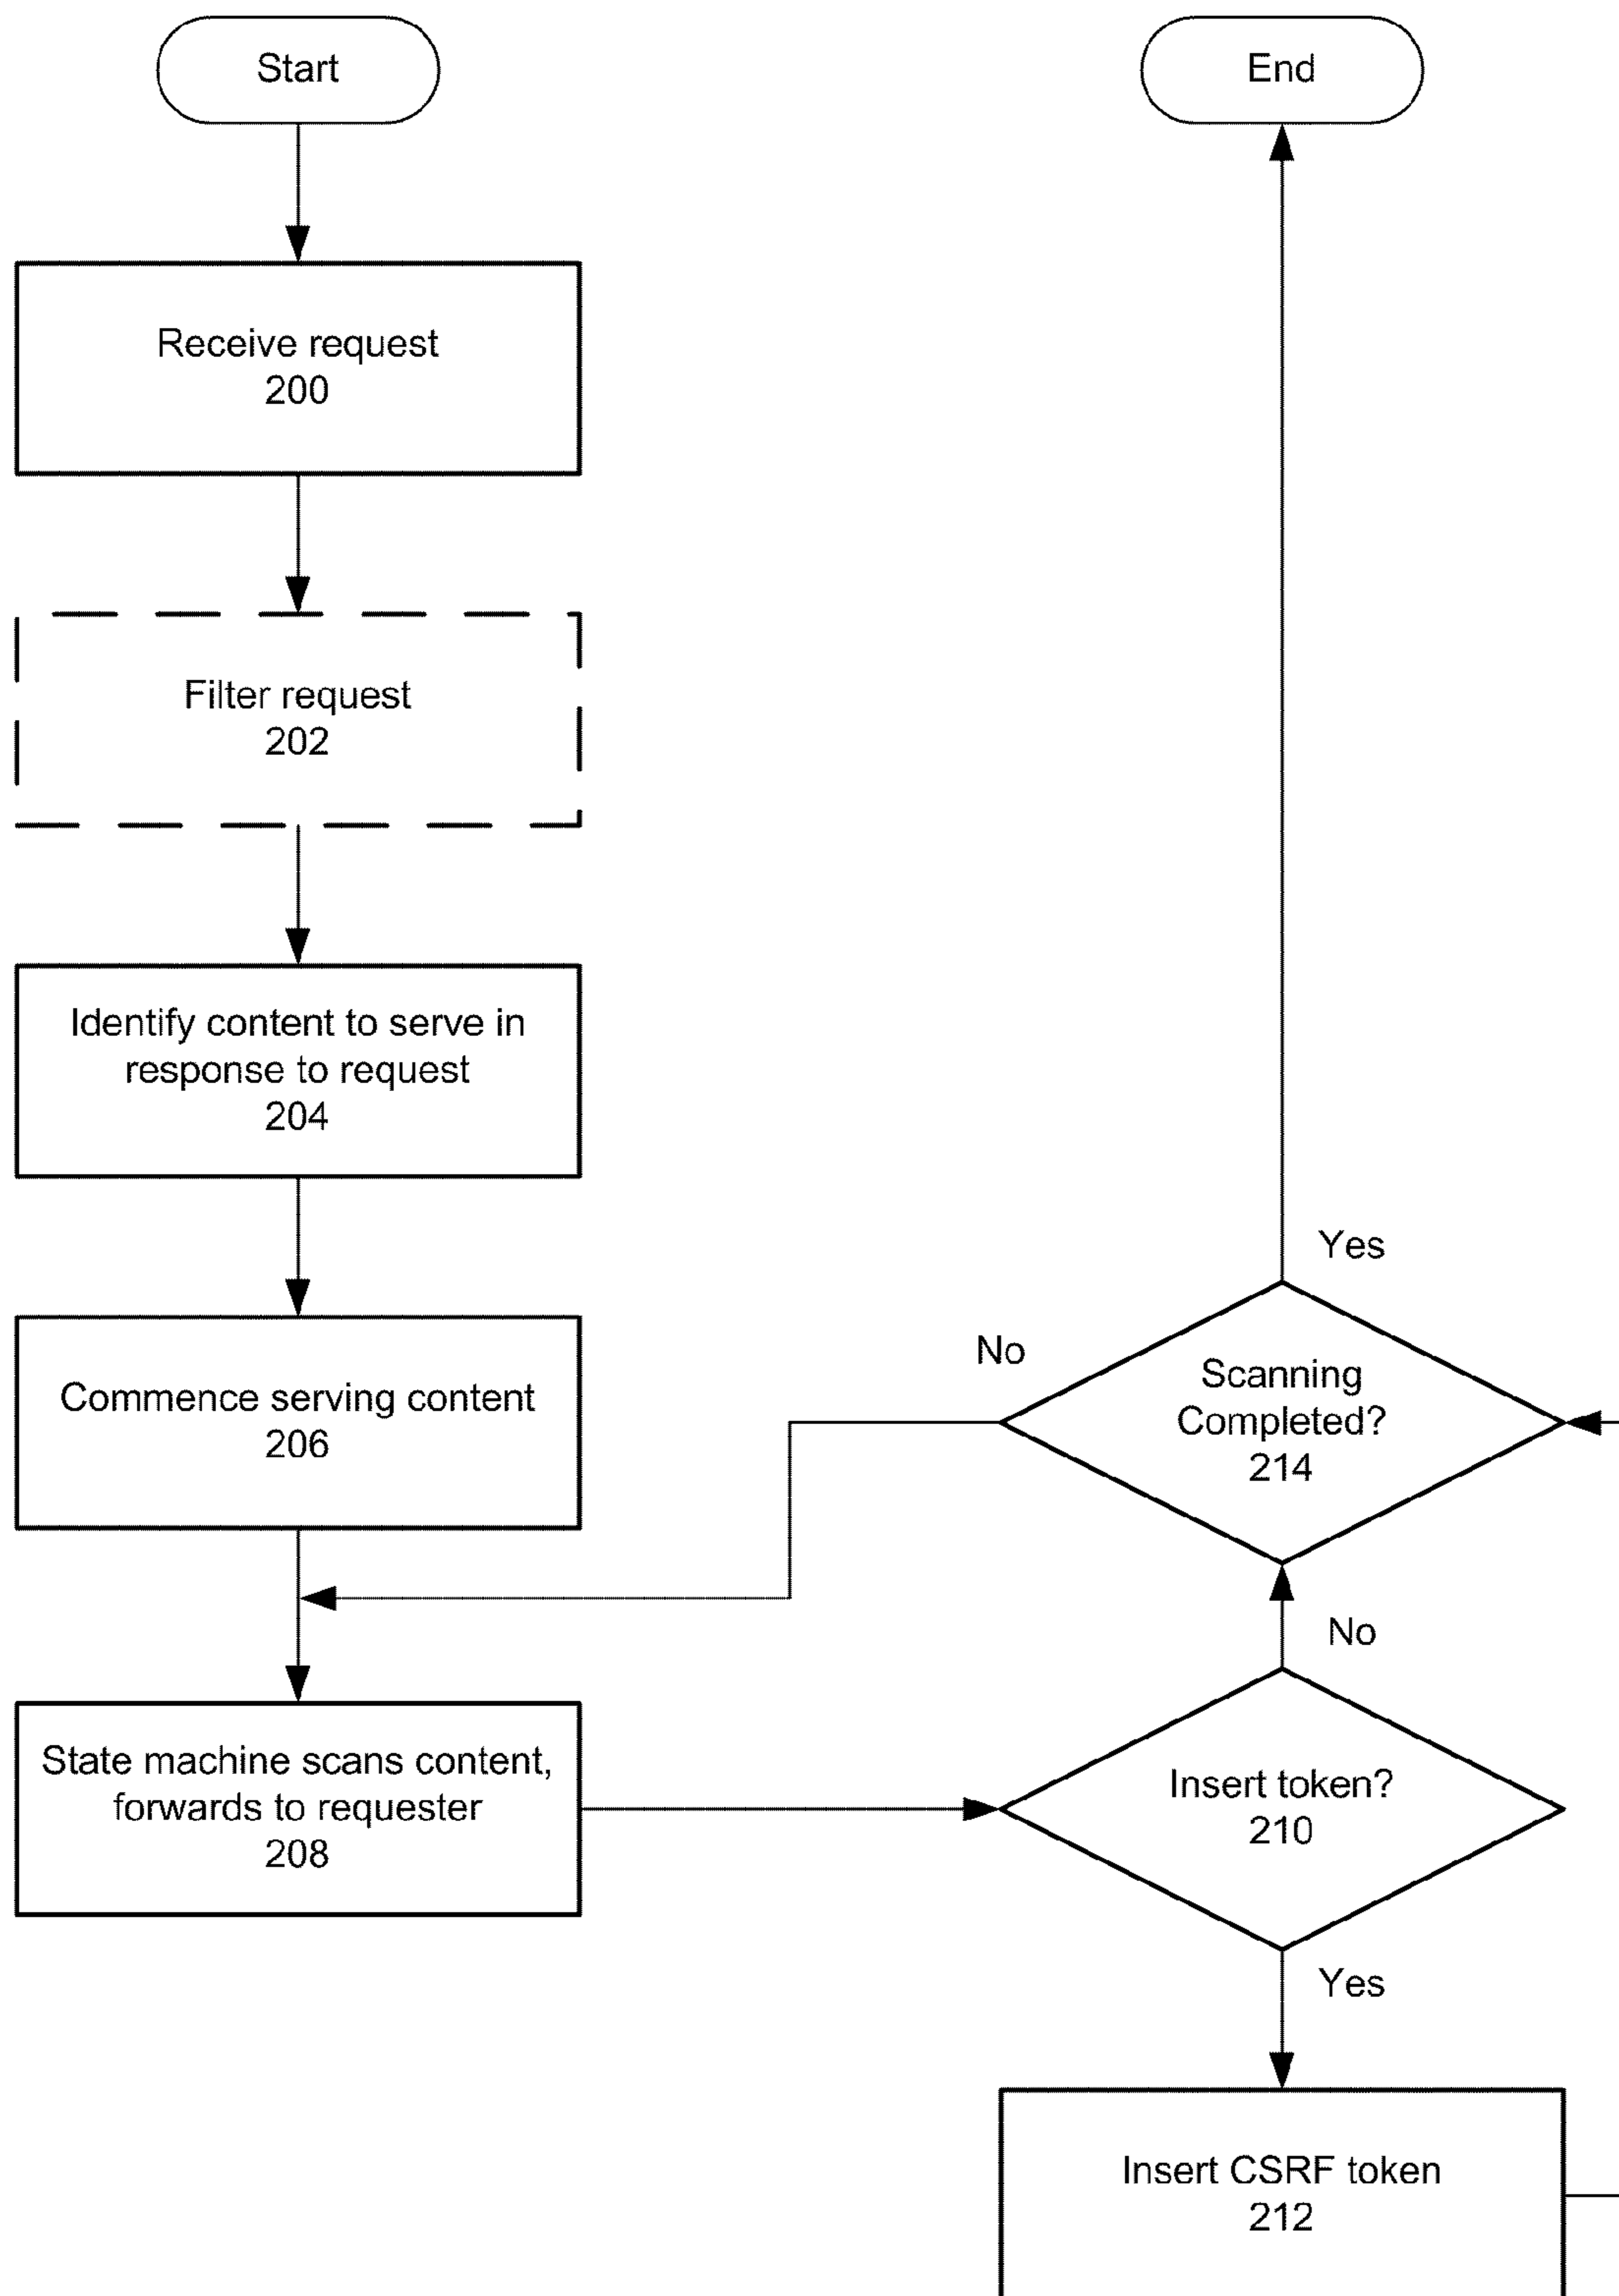 Start
Receive request
200
Filter request
202
Identify content to serve in
response to request
204
Commence serving content
206
State machine scans content,
forwards to requester
208
End
Yes
No
Scanning
Completed?
214
No
Insert token?
210
Yes
Insert CSRF token
212